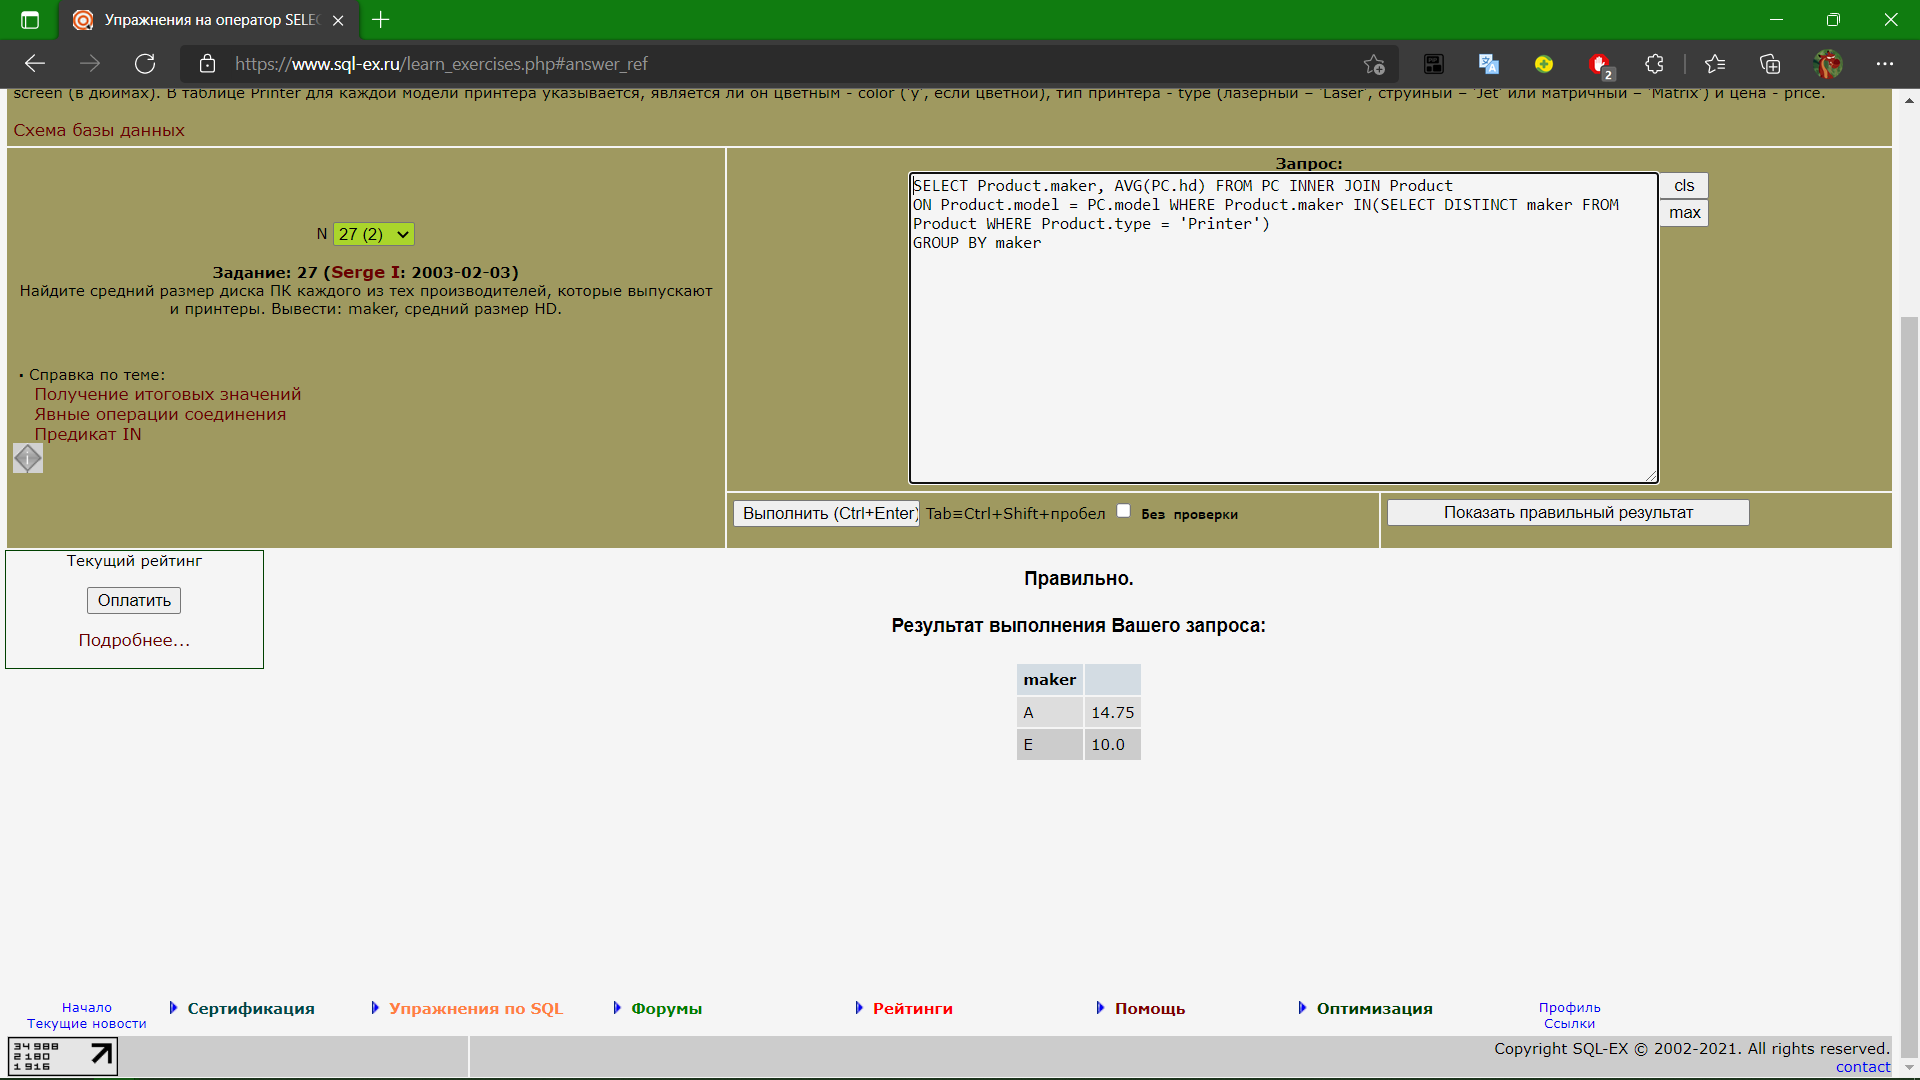 Упражнения на оператор SELEC
https://www.sql-ex.ru/learn_exercises.php#answer_ref
2
screen (в дюймах). В таблице Printer для каждой модели принтера указывается, является ли он цветным - color ('y', если цветной), тип принтера - type (лазерный – 'Laser', струйный – 'Jet' или матричный – 'Matrix') и цена - price.
Схема базы данных
N 27 (2)
Задание: 27 (Serge I: 2003-02-03)
Найдите средний размер диска ПК каждого из тех производителей, которые выпускают
и принтеры. Вывести: maker, средний размер HD.
• Справка по теме:
Получение итоговых значений
Явные операции соединения
Предикат IN
Запрос:
SELECT Product.maker, AVG(PC.hd) FROM PC INNER JOIN Product
ON Product.model = PC.model WHERE Product.maker IN(SELECT DISTINCT maker FROM
Product WHERE Product.type = 'Printer')
GROUP BY maker
cls
max
Выполнить (Ctrl+Enter) Tab≡Ctrl+Shift+пробел Без проверки
Показать правильный результат
Текущий рейтинг
Оплатить
Подробнее...
Правильно.
Результат выполнения Вашего запроса:
maker
A 14.75
E 10.0
Начало
Текущие новости
Сертификация
Упражнения по SQL
Форумы
Рейтинги
Помощь
Оптимизация
Профиль
Ссылки
34988
2180
1916
Copyright SQL-EX © 2002-2021. All rights reserved.
contact